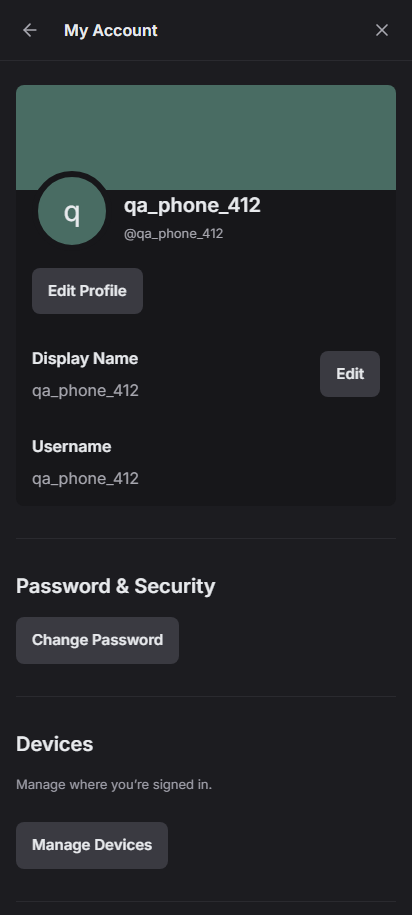 My Account
q
qa_phone_412
@qa_phone_412
Edit Profile
Display Name
qa_phone_412
Edit
Username
qa_phone_412
Password & Security
Change Password
Devices
Manage where you’re signed in.
Manage Devices